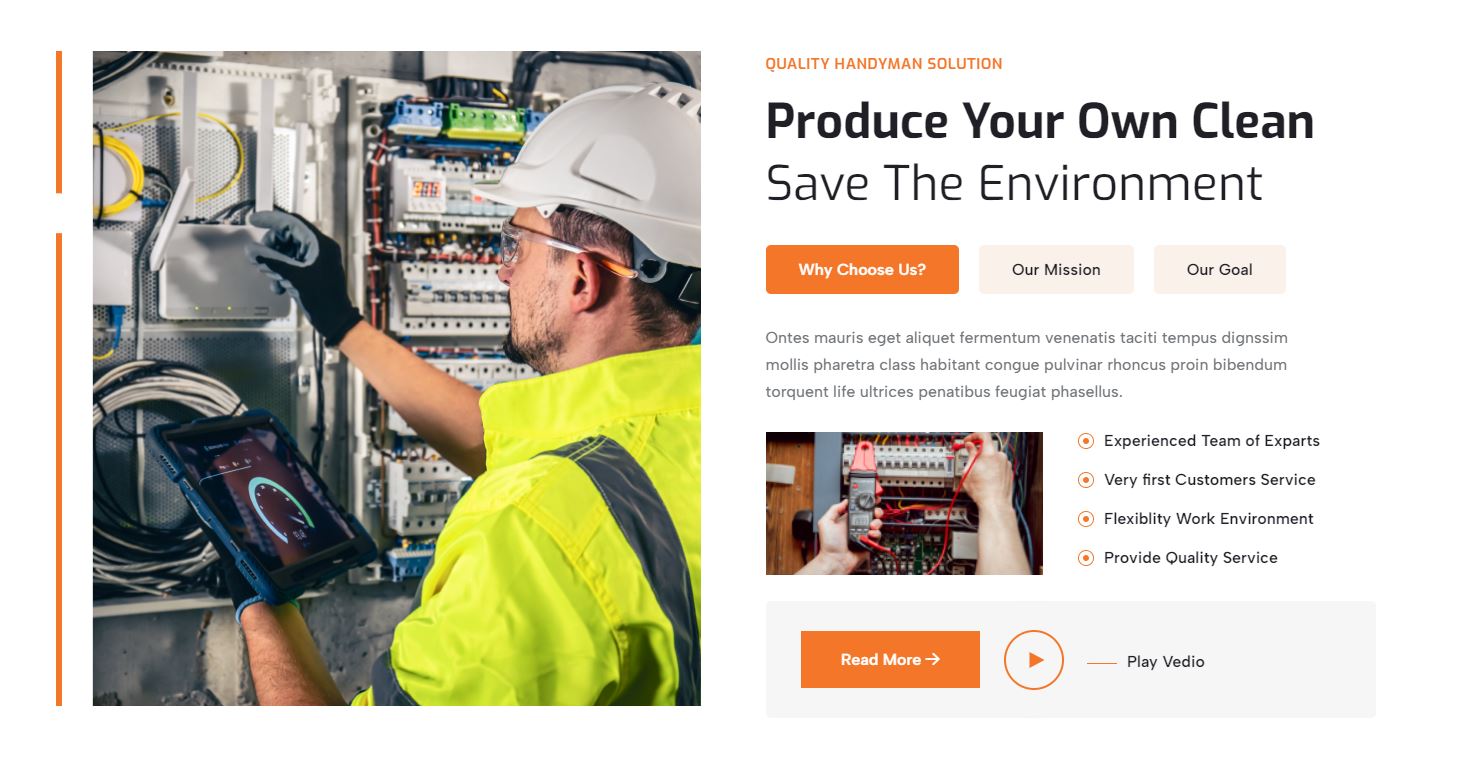 QUALITY HANDYMAN SOLUTION
Produce Your Own Clean
Save The Environment
Why Choose Us?
Our Mission
Our Goal
Ontes mauris eget aliquet fermentum venenatis taciti tempus dignssim
mollis pharetra class habitant congue pulvinar rhoncus proin bibendum
torquent life ultrices penatibus feugiat phasellus.
Experienced Team of Exparts
Very first Customers Service
Flexiblity Work Environment
Provide Quality Service
Read More →
Play Vedio